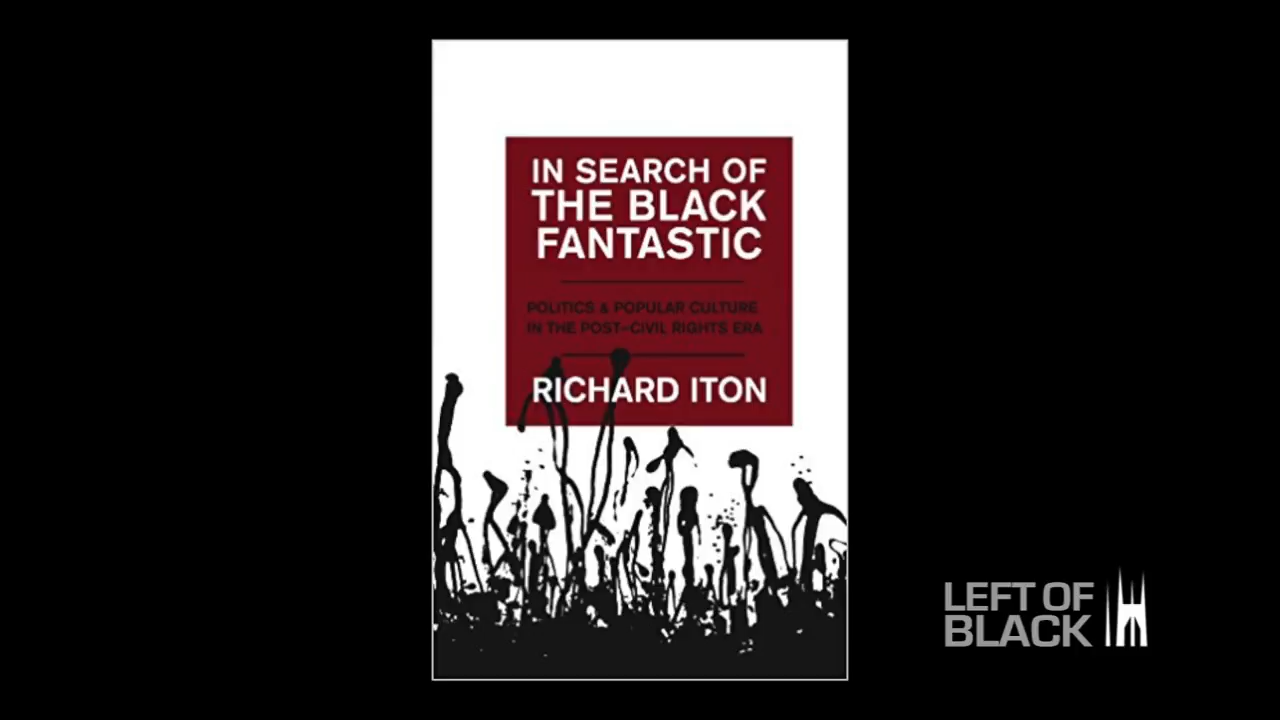 IN SEARCH OF
THE BLACK
FANTASTIC
POLITICS & POPULAR CULTURE
IN THE POST–CIVIL RIGHTS ERA
RICHARD ITON
LEFT OF
BLACK